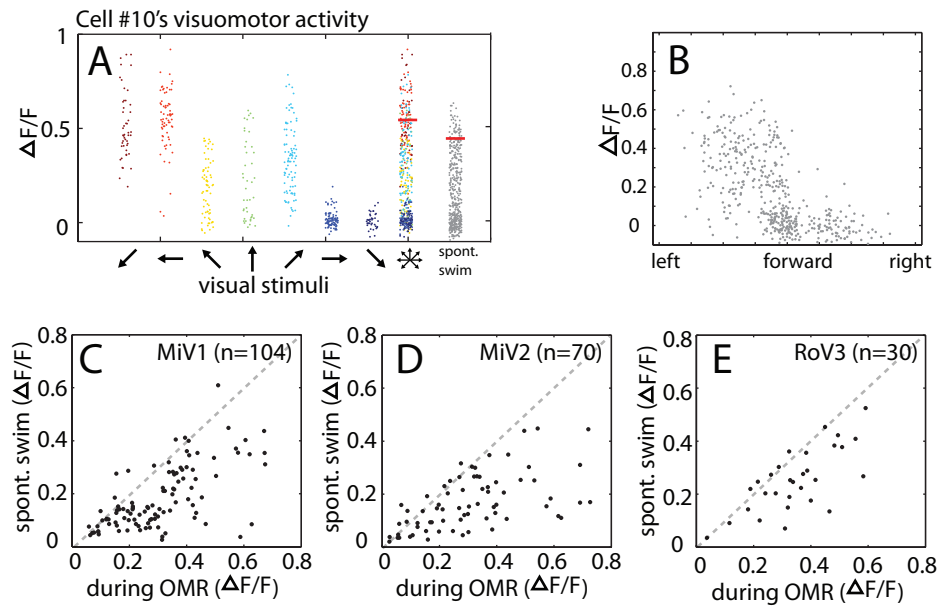 Cell #10's visuomotor activity
A
1
0.5
0
ΔF/F
spont.
swim
visual stimuli
B
0.8
0.6
0.4
0.2
0
ΔF/F
left
forward
right
C
MiV1 (n=104)
0.8
0.6
0.4
0.2
0
spont. swim (ΔF/F)
0
0.2
0.4
0.6
0.8
during OMR (ΔF/F)
D
MiV2 (n=70)
0.8
0.6
0.4
0.2
0
spont. swim (ΔF/F)
0
0.2
0.4
0.6
0.8
during OMR (ΔF/F)
E
RoV3 (n=30)
0.8
0.6
0.4
0.2
0
spont. swim (ΔF/F)
0
0.2
0.4
0.6
0.8
during OMR (ΔF/F)